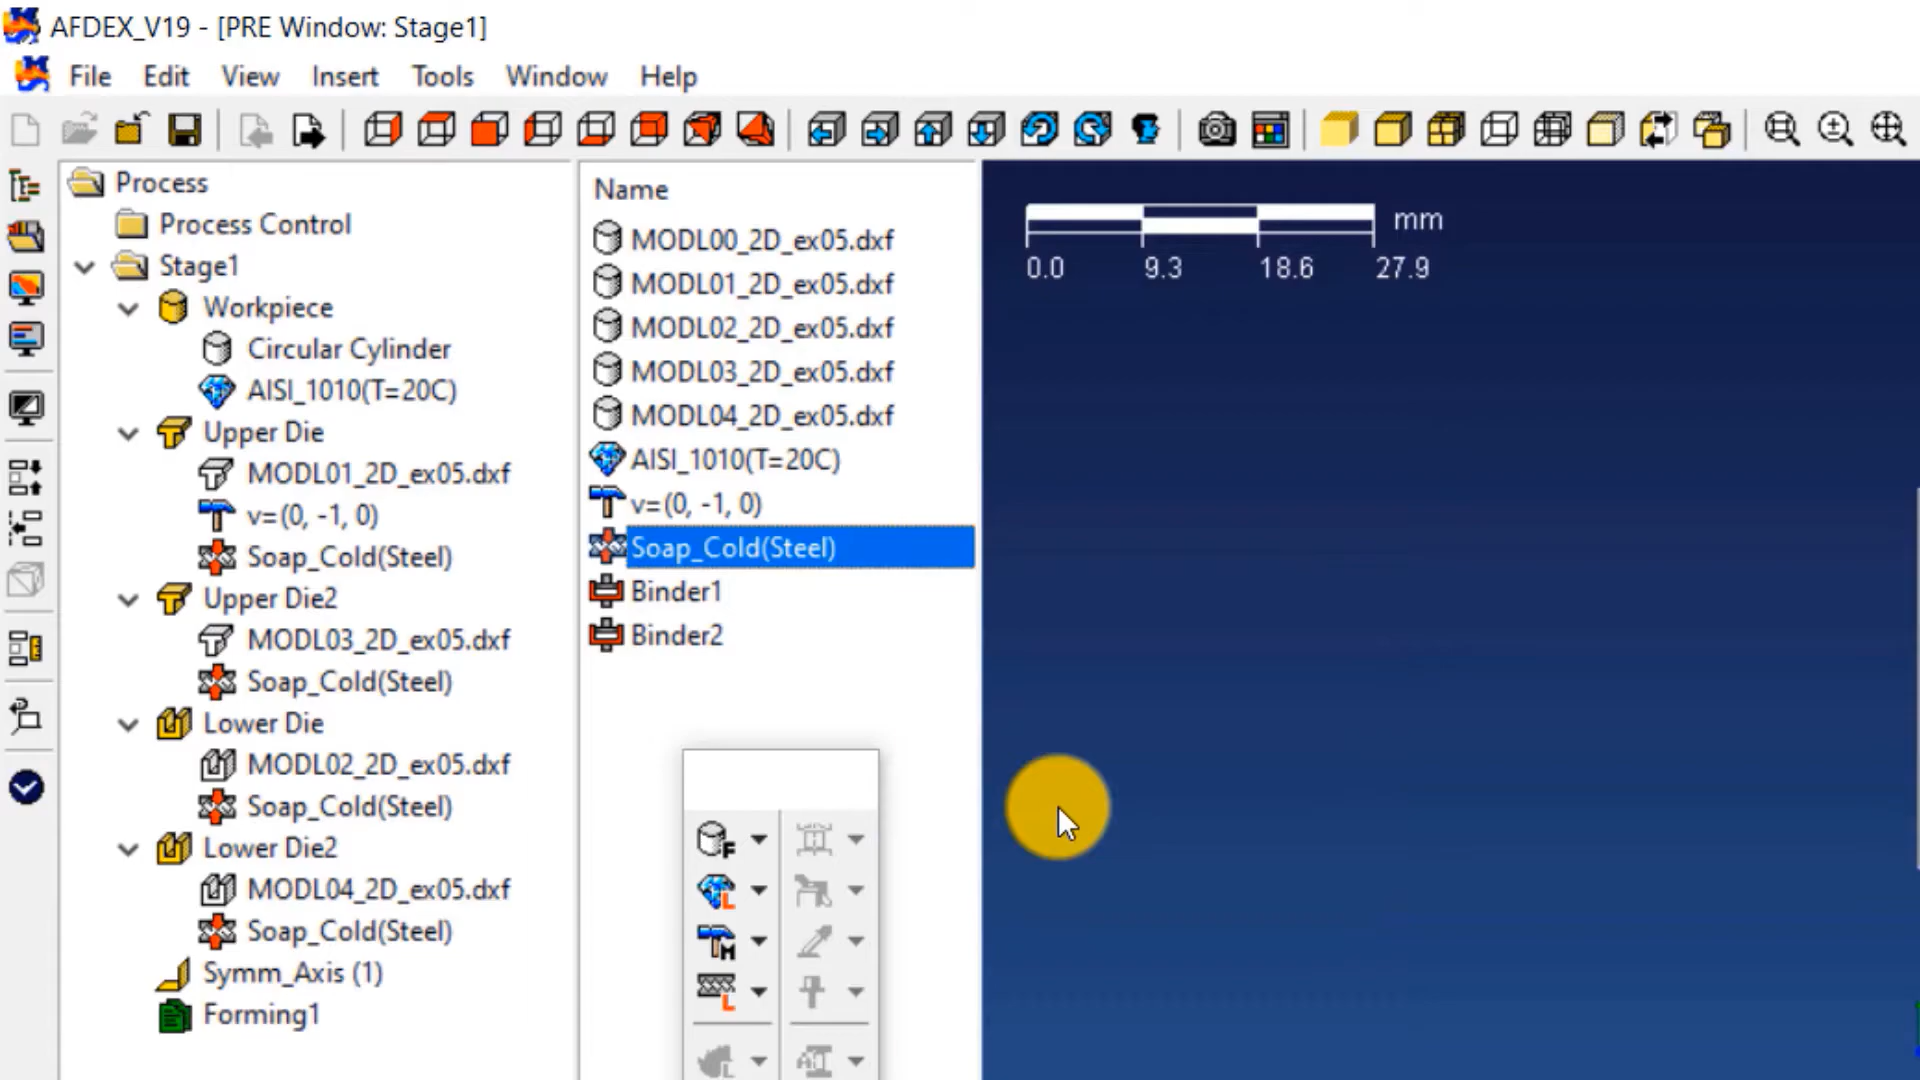 AFDEX_V19 - [PRE Window: Stage1]
File Edit View Insert Tools Window Help
Process
Process Control
Stage1
Workpiece
Circular Cylinder
AISI_1010(T=20C)
Upper Die
MODL01_2D_ex05.dxf
v=(0, -1, 0)
Soap_Cold(Steel)
Upper Die2
MODL03_2D_ex05.dxf
Soap_Cold(Steel)
Lower Die
MODL02_2D_ex05.dxf
Soap_Cold(Steel)
Lower Die2
MODL04_2D_ex05.dxf
Soap_Cold(Steel)
Symm_Axis (1)
Forming1
Name
MODL00_2D_ex05.dxf
MODL01_2D_ex05.dxf
MODL02_2D_ex05.dxf
MODL03_2D_ex05.dxf
MODL04_2D_ex05.dxf
AISI_1010(T=20C)
v=(0, -1, 0)
Soap_Cold(Steel)
Binder1
Binder2
F
L
M
L
mm
0.0 9.3 18.6 27.9